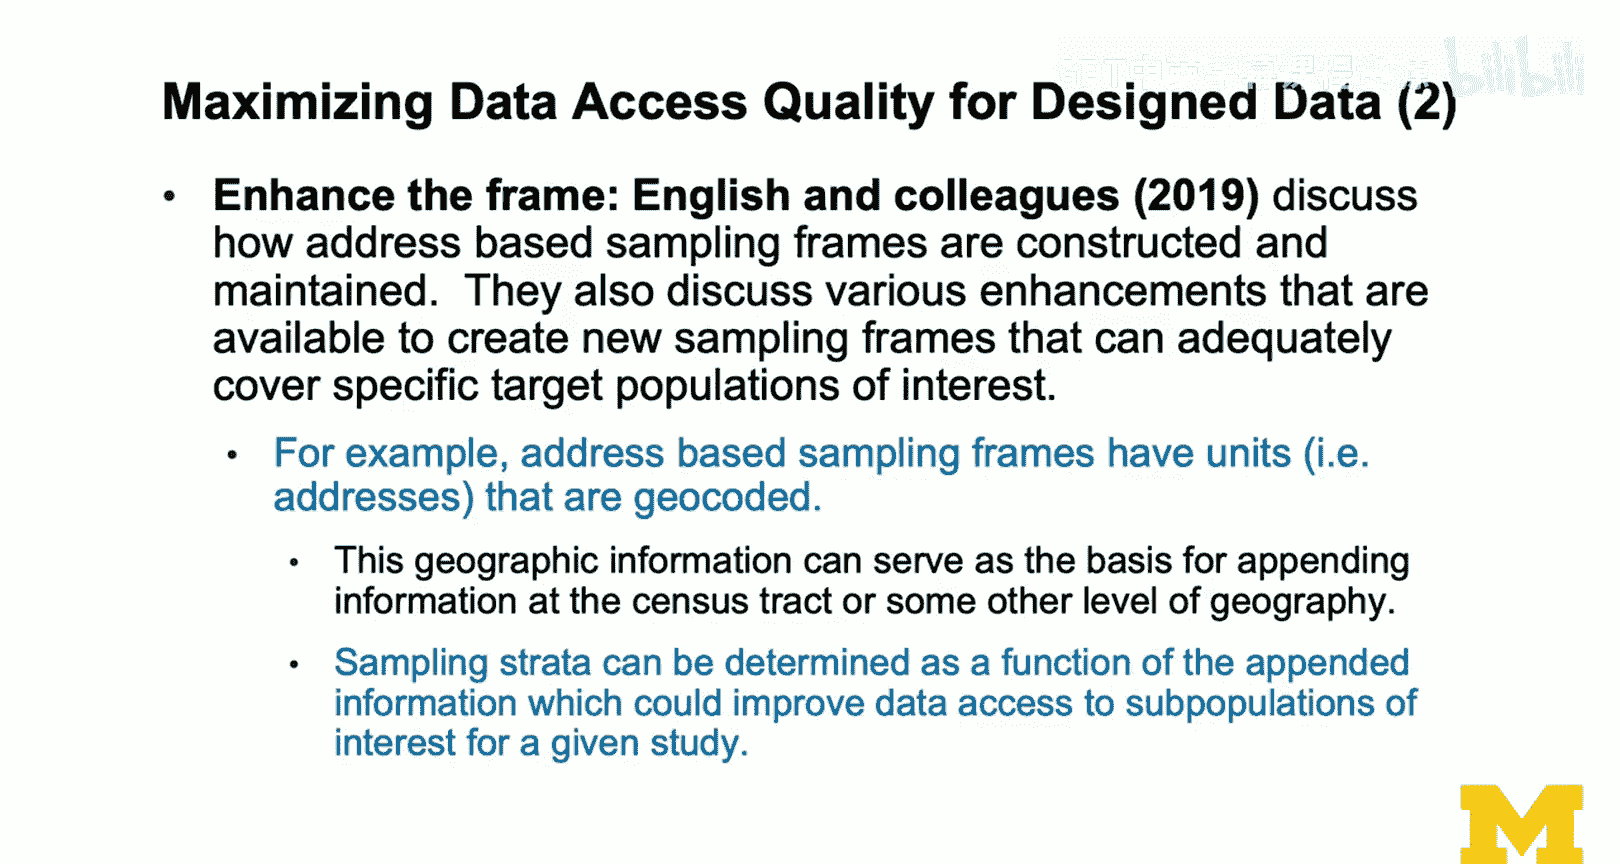 Maximizing Data Access Quality for Designed Data (2)
• Enhance the frame: English and colleagues (2019) discuss
how address based sampling frames are constructed and
maintained. They also discuss various enhancements that are
available to create new sampling frames that can adequately
cover specific target populations of interest.
• For example, address based sampling frames have units (i.e.
addresses) that are geocoded.
• This geographic information can serve as the basis for appending
information at the census tract or some other level of geography.
• Sampling strata can be determined as a function of the appended
information which could improve data access to subpopulations of
interest for a given study.
bilibili
M